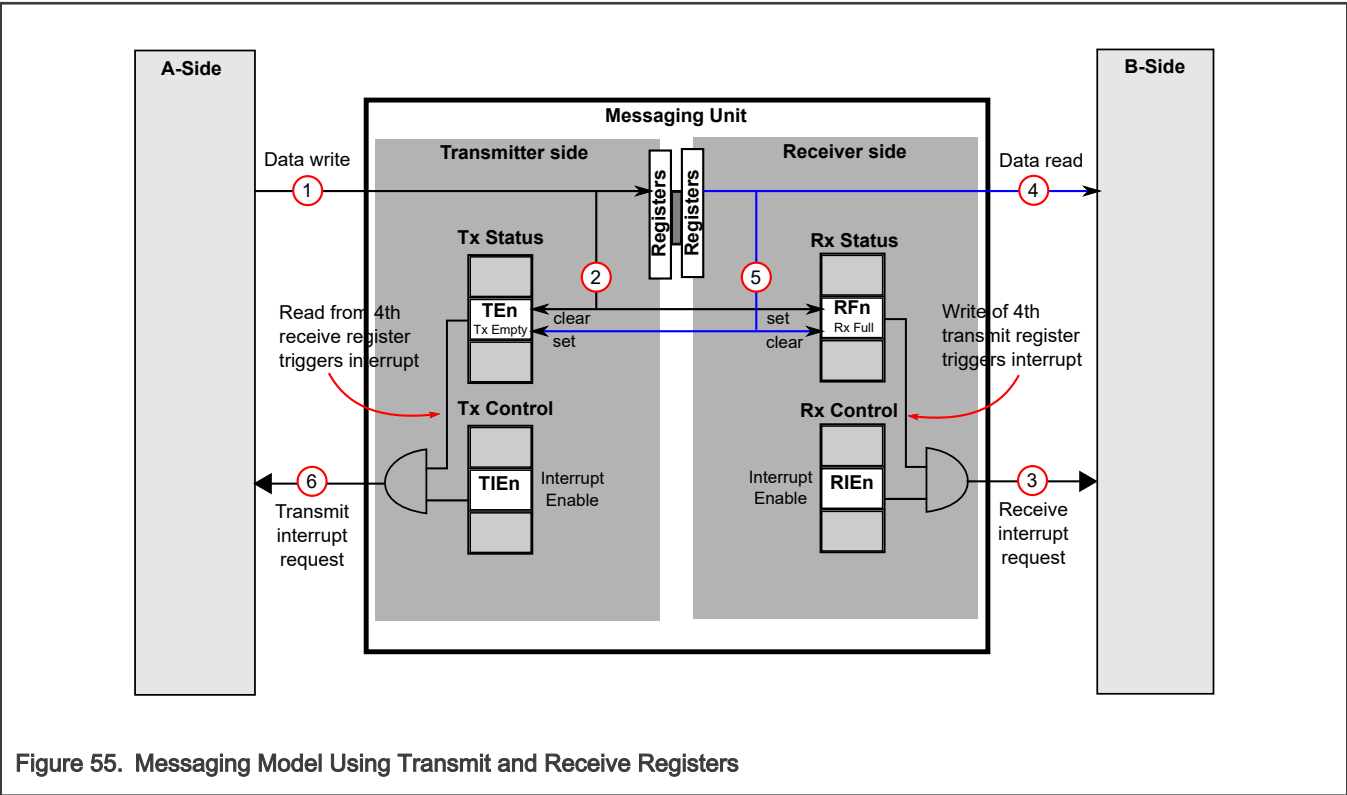 A-Side
B-Side
Messaging Unit
Transmitter side
Receiver side
Data write
1
Registers
Registers
Data read
4
Tx Status
Rx Status
2
5
TEn
Tx Empty
clear
set
set
clear
RFn
Rx Full
Read from 4th
receive register
triggers interrupt
Write of 4th
transmit register
triggers interrupt
Tx Control
Rx Control
TIEn
Interrupt
Enable
Interrupt
Enable
RIEn
6
Transmit
interrupt
request
3
Receive
interrupt
request
Figure 55. Messaging Model Using Transmit and Receive Registers